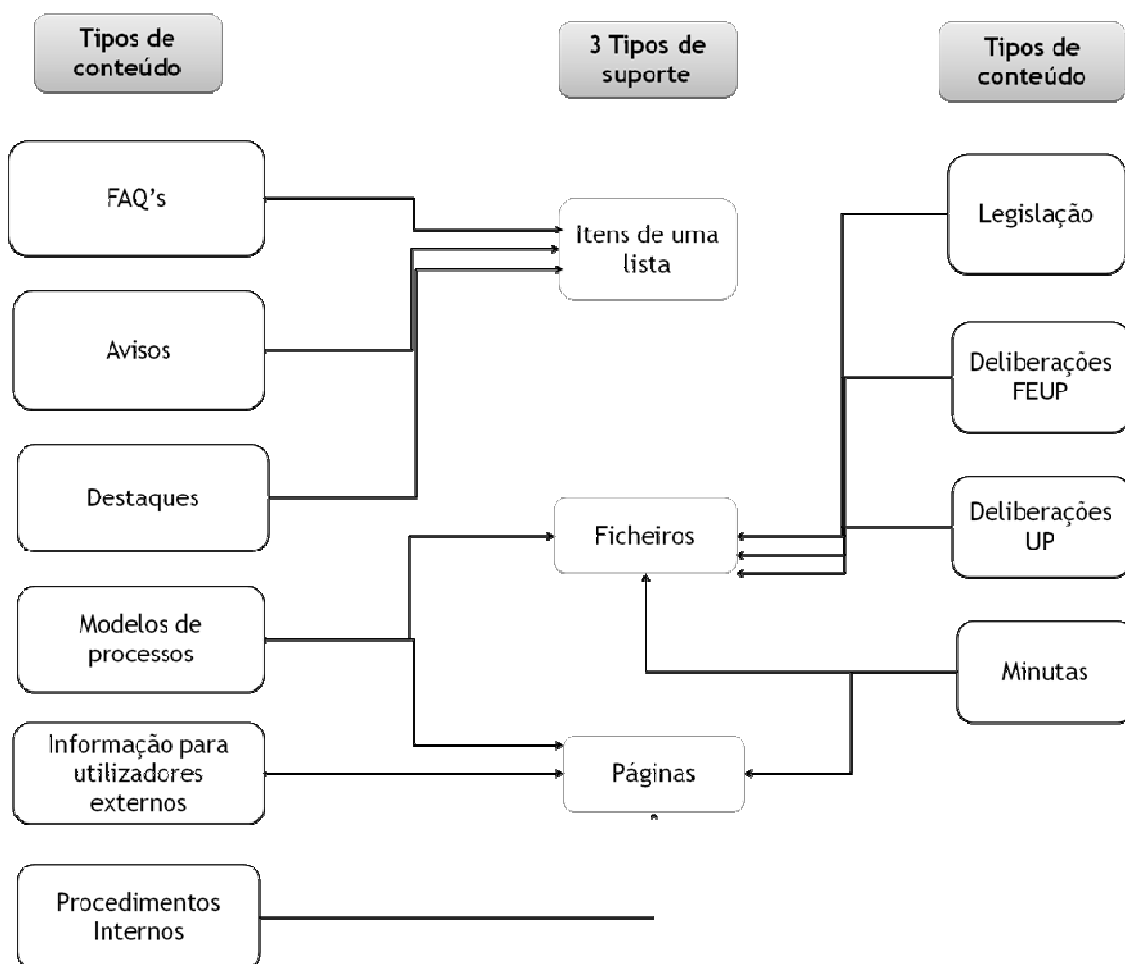 Tipos de
conteúdo
3 Tipos de
suporte
Tipos de
conteúdo
FAQ's
Avisos
Destaques
Modelos de
processos
Informação para
utilizadores
externos
Procedimentos
Internos
Itens de uma
lista
Ficheiros
Páginas
Legislação
Deliberações
FEUP
Deliberações
UP
Minutas